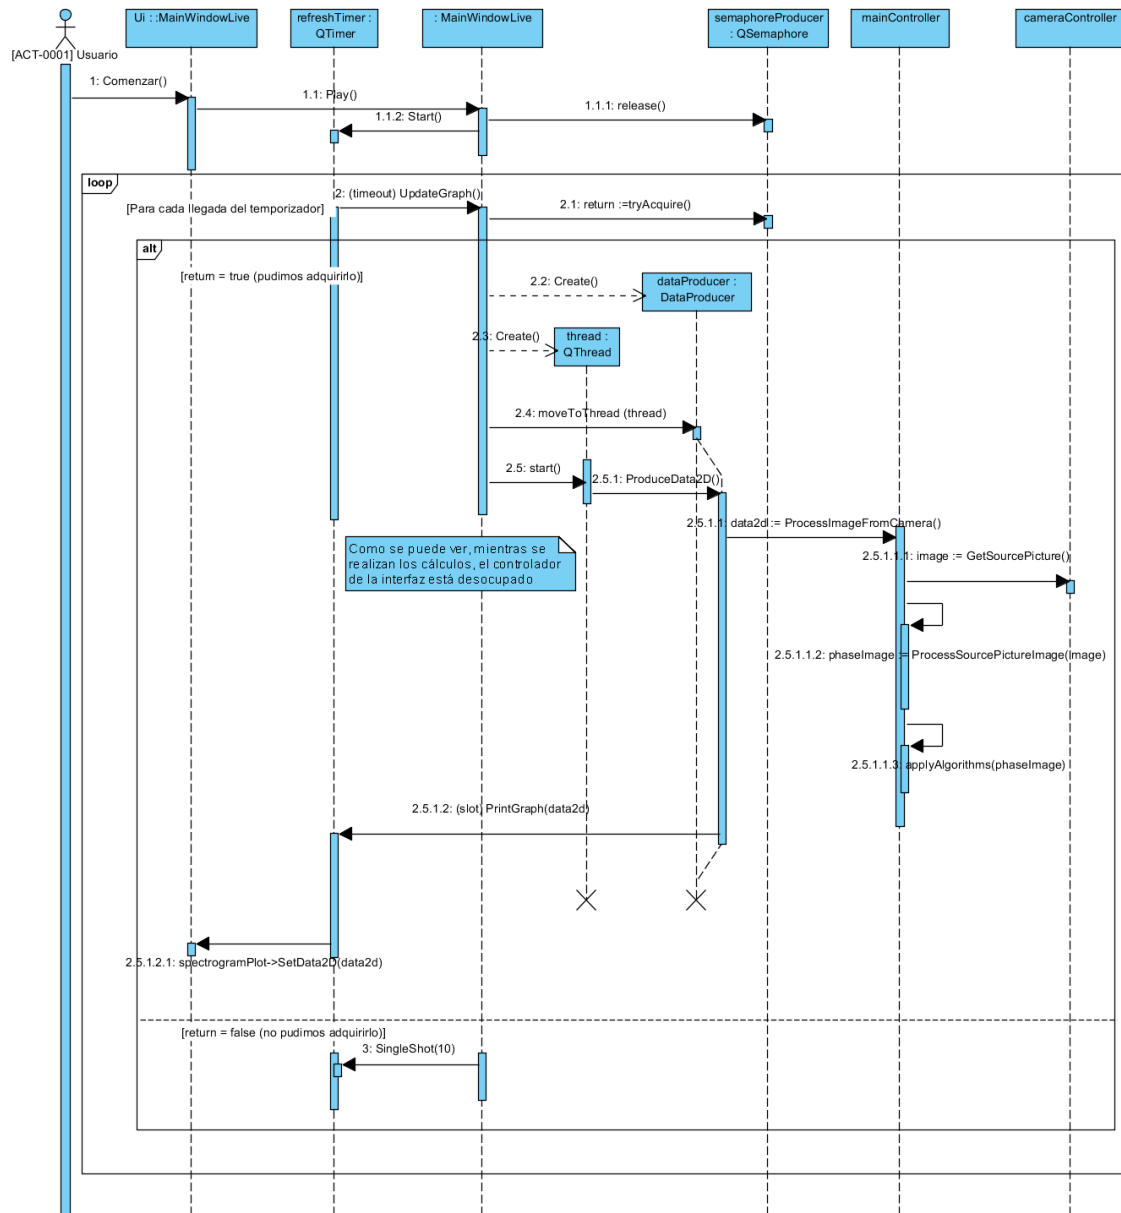 Ui : :MainWindowLive
refreshTimer :
QTimer
: MainWindowLive
semaphoreProducer
: QSemaphore
mainController
cameraController
[ACT-0001] Usuario
1: Comenzar()
1.1: Play()
1.1.1: release()
1.1.2: Start()
loop
2: (timeout) UpdateGraph()
[Para cada llegada del temporizador]
2.1: return :=tryAcquire()
alt
[return = true (pudimos adquirirlo)]
2.2: Create()
dataProducer :
DataProducer
2.3: Create()
thread :
QThread
2.4: moveToThread (thread)
2.5: start()
2.5.1: ProduceData2D()
2.5.1.1: data2d := ProcessImageFromCamera()
Como se puede ver, mientras se
realizan los cálculos, el controlador
de la interfaz está desocupado
2.5.1.1.1: image := GetSourcePicture()
2.5.1.1.2: phaseImage := ProcessSourcePictureImage(image)
2.5.1.1.3: applyAlgorithms(phaseImage)
2.5.1.2: (slot) PrintGraph(data2d)
2.5.1.2.1: spectrogramPlot->SetData2D(data2d)
[return = false (no pudimos adquirirlo)]
3: SingleShot(10)